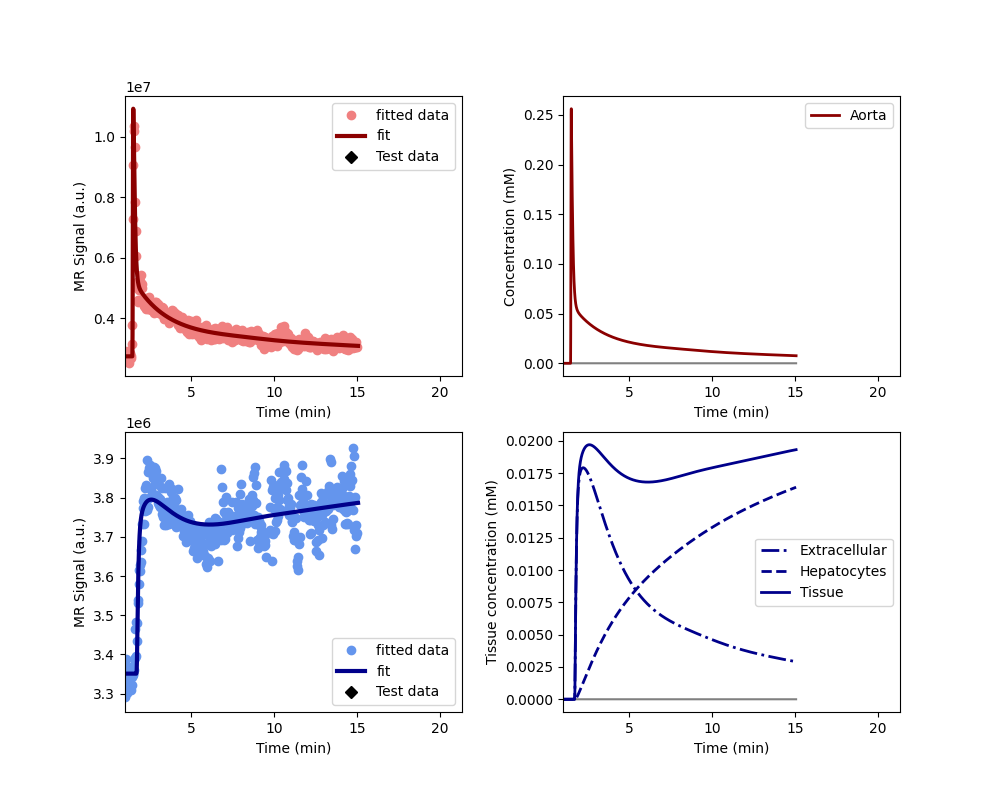 1e7
MR Signal (a.u.)
1.0
0.8
0.6
0.4
fitted data
fit
Test data
5 10 15 20
Time (min)
Concentration (mM)
0.25
0.20
0.15
0.10
0.05
0.00
Aorta
5 10 15 20
Time (min)
1e6
MR Signal (a.u.)
3.9
3.8
3.7
3.6
3.5
3.4
3.3
fitted data
fit
Test data
5 10 15 20
Time (min)
Tissue concentration (mM)
0.0200
0.0175
0.0150
0.0125
0.0100
0.0075
0.0050
0.0025
0.0000
Extracellular
Hepatocytes
Tissue
5 10 15 20
Time (min)